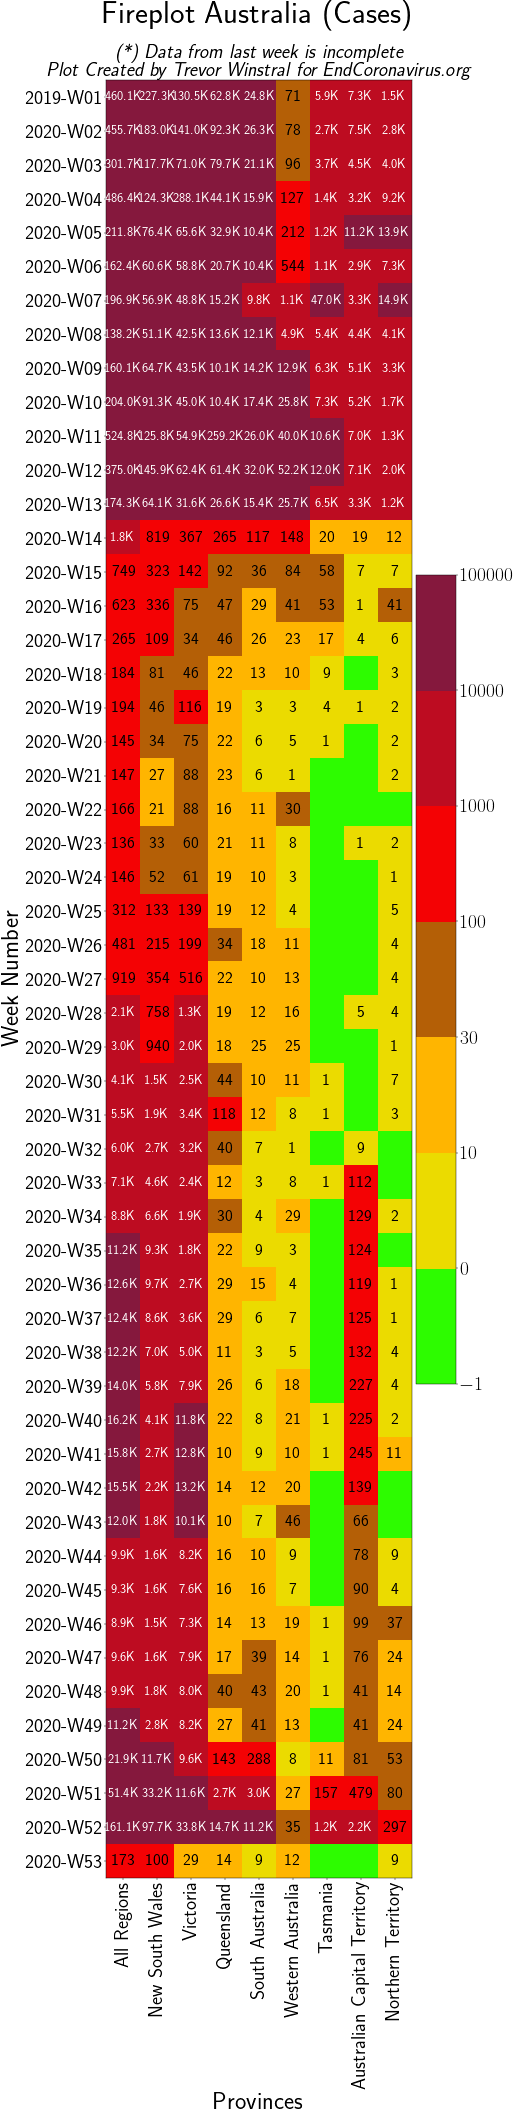 Fireplot Australia (Cases)
(*) Data from last week is incomplete
Plot Created by Trevor Winstral for EndCoronavirus.org
2019-W01 460.1K 227.3K 130.5K 62.8K 24.8K 71 5.9K 7.3K 1.5K
2020-W02 455.7K 183.0K 141.0K 92.3K 26.3K 78 2.7K 7.5K 2.8K
2020-W03 301.7K 117.7K 71.0K 79.7K 21.1K 96 3.7K 4.5K 4.0K
2020-W04 486.4K 124.3K 288.1K 44.1K 15.9K 127 1.4K 3.2K 9.2K
2020-W05 211.8K 76.4K 65.6K 32.9K 10.4K 212 1.2K 11.2K 13.9K
2020-W06 162.4K 60.6K 58.8K 20.7K 10.4K 544 1.1K 2.9K 7.3K
2020-W07 196.9K 56.9K 48.8K 15.2K 9.8K 1.1K 47.0K 3.3K 14.9K
2020-W08 138.2K 51.1K 42.5K 13.6K 12.1K 4.9K 5.4K 4.4K 4.1K
2020-W09 160.1K 64.7K 43.5K 10.1K 14.2K 12.9K 6.3K 5.1K 3.3K
2020-W10 204.0K 91.3K 45.0K 10.4K 17.4K 25.8K 7.3K 5.2K 1.7K
2020-W11 524.8K 125.8K 54.9K 259.2K 26.0K 40.0K 10.6K 7.0K 1.3K
2020-W12 375.0K 145.9K 62.4K 61.4K 32.0K 52.2K 12.0K 7.1K 2.0K
2020-W13 174.3K 64.1K 31.6K 26.6K 15.4K 25.7K 6.5K 3.3K 1.2K
2020-W14 1.8K 819 367 265 117 148 20 19 12
2020-W15 749 323 142 92 36 84 58 7 7
2020-W16 623 336 75 47 29 41 53 1 41
2020-W17 265 109 34 46 26 23 17 4 6
2020-W18 184 81 46 22 13 10 9 3
2020-W19 194 46 116 19 3 3 4 1 2
2020-W20 145 34 75 22 6 5 1 2
2020-W21 147 27 88 23 6 1 2
2020-W22 166 21 88 16 11 30
2020-W23 136 33 60 21 11 8 1 2
2020-W24 146 52 61 19 10 3 1
2020-W25 312 133 139 19 12 4 5
2020-W26 481 215 199 34 18 11 4
2020-W27 919 354 516 22 10 13 4
2020-W28 2.1K 758 1.3K 19 12 16 5 4
2020-W29 3.0K 940 2.0K 18 25 25 1
2020-W30 4.1K 1.5K 2.5K 44 10 11 1 7
2020-W31 5.5K 1.9K 3.4K 118 12 8 1 3
2020-W32 6.0K 2.7K 3.2K 40 7 1 9
2020-W33 7.1K 4.6K 2.4K 12 3 8 1 112
2020-W34 8.8K 6.6K 1.9K 30 4 29 129 2
2020-W35 11.2K 9.3K 1.8K 22 9 3 124
2020-W36 12.6K 9.7K 2.7K 29 15 4 119 1
2020-W37 12.4K 8.6K 3.6K 29 6 7 125 1
2020-W38 12.2K 7.0K 5.0K 11 3 5 132 4
2020-W39 14.0K 5.8K 7.9K 26 6 18 227 4
2020-W40 16.2K 4.1K 11.8K 22 8 21 1 225 2
2020-W41 15.8K 2.7K 12.8K 10 9 10 1 245 11
2020-W42 15.5K 2.2K 13.2K 14 12 20 139
2020-W43 12.0K 1.8K 10.1K 10 7 46 66
2020-W44 9.9K 1.6K 8.2K 16 10 9 78 9
2020-W45 9.3K 1.6K 7.6K 16 16 7 90 4
2020-W46 8.9K 1.5K 7.3K 14 13 19 1 99 37
2020-W47 9.6K 1.6K 7.9K 17 39 14 1 76 24
2020-W48 9.9K 1.8K 8.0K 40 43 20 1 41 14
2020-W49 11.2K 2.8K 8.2K 27 41 13 41 24
2020-W50 21.9K 11.7K 9.6K 143 288 8 11 81 53
2020-W51 51.4K 33.2K 11.6K 2.7K 3.0K 27 157 479 80
2020-W52 161.1K 97.7K 33.8K 14.7K 11.2K 35 1.2K 2.2K 297
2020-W53 173 100 29 14 9 12 9
Week Number
All Regions
New South Wales
Victoria
Queensland
South Australia
Western Australia
Tasmania
Australian Capital Territory
Northern Territory
Provinces
100000
10000
1000
100
30
10
0
−1